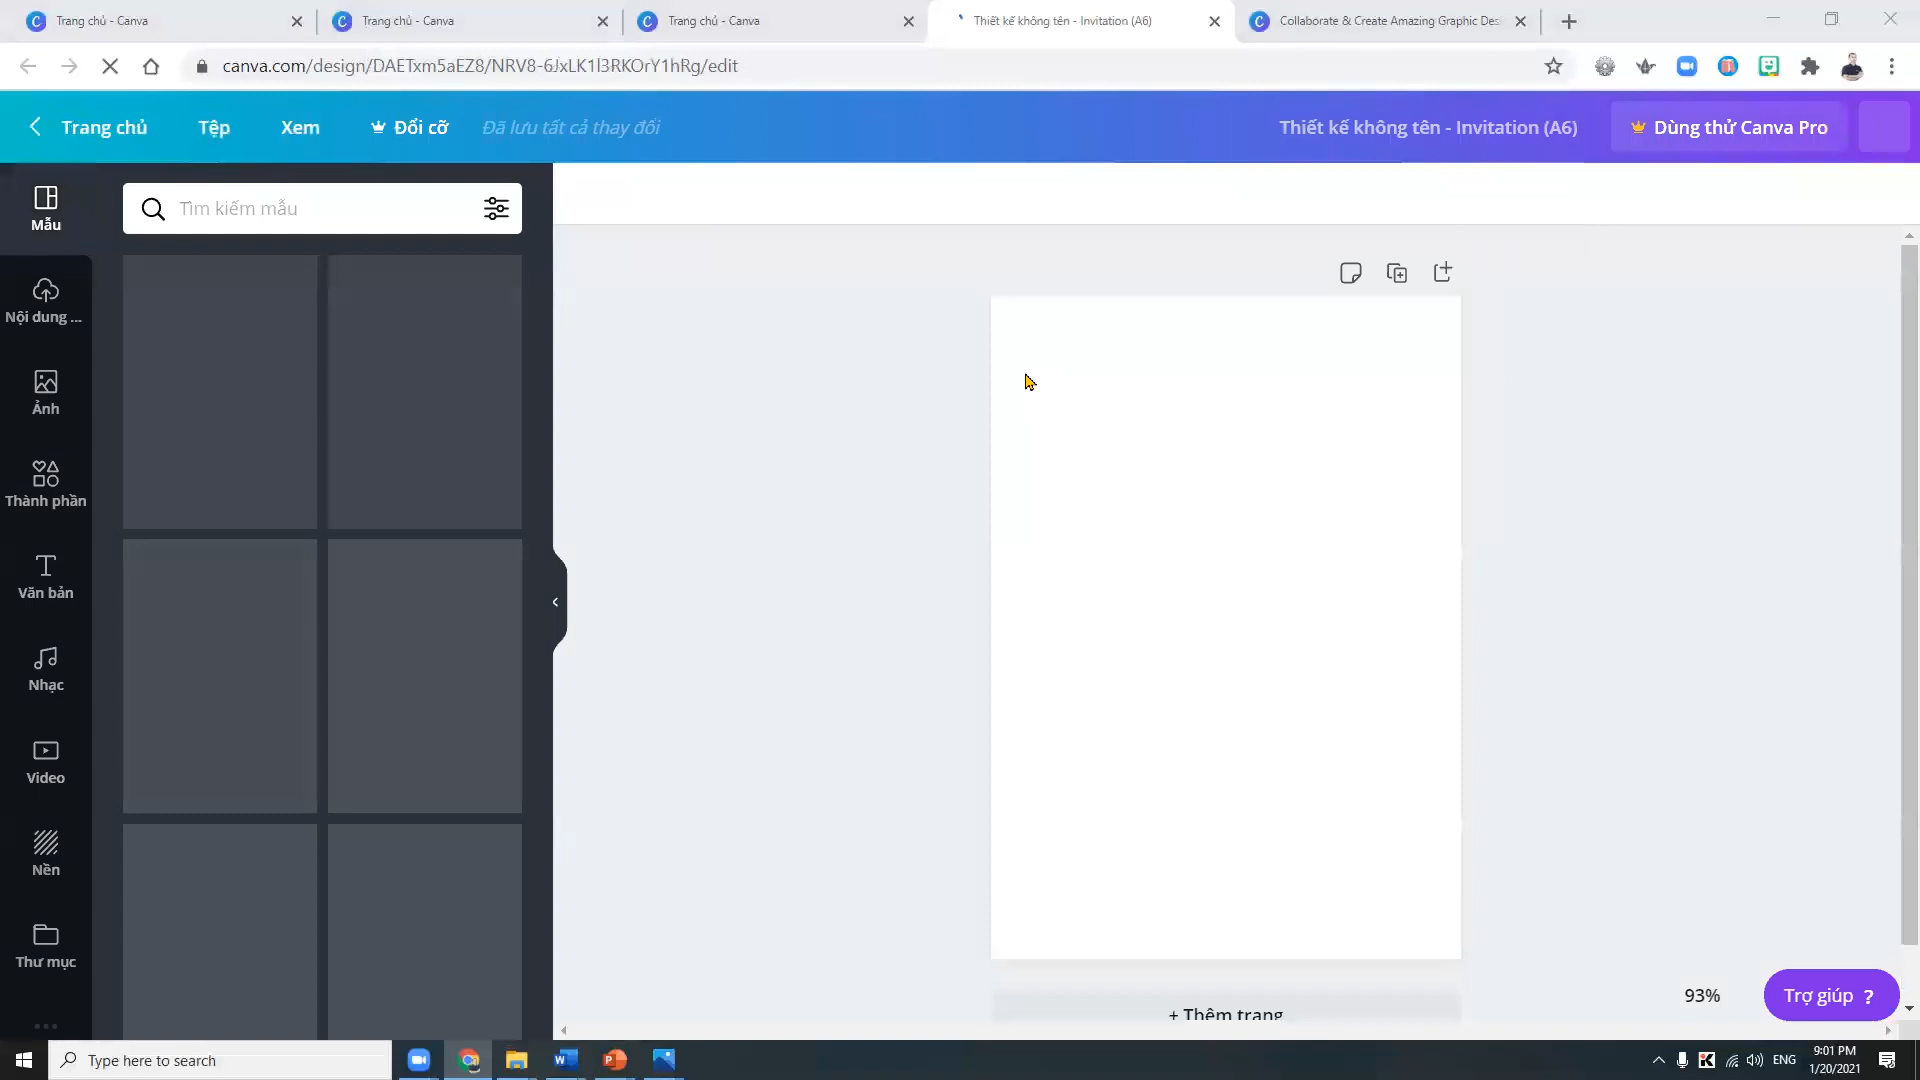 Trang chủ - Canva
Trang chủ - Canva
Trang chủ - Canva
Thiết kế không tên - Invitation (A6)
Collaborate & Create Amazing Graphic Des
canva.com/design/DAETxm5aEZ8/NRV8-6JxLK1l3RKOrY1hRg/edit
Trang chủ
Tệp
Xem
Đổi cỡ
Đã lưu tất cả thay đổi
Thiết kế không tên - Invitation (A6)
Dùng thử Canva Pro
Mẫu
Tìm kiếm mẫu
Nội dung ...
Ảnh
Thành phần
Văn bản
Nhạc
Video
Nền
Thư mục
+ Thêm trang
93%
Trợ giúp ?
Type here to search
ENG
9:01 PM
1/20/2021